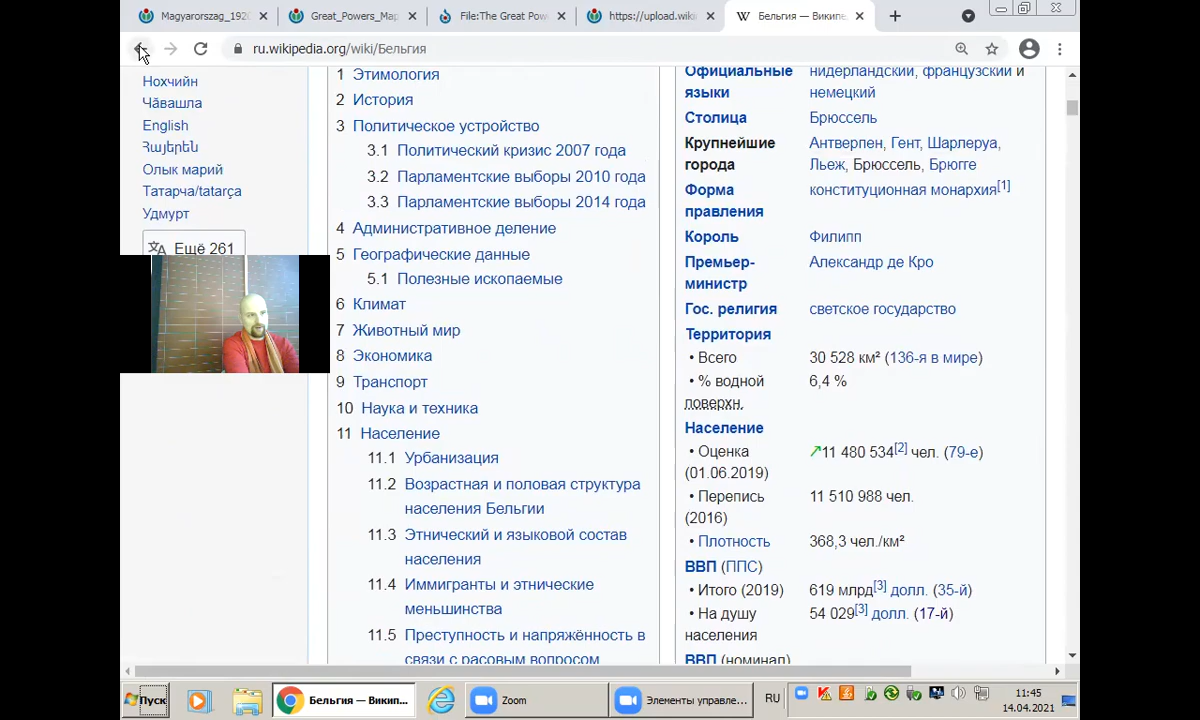 Magyarorszag_192
Great_Powers_Map
File:The Great Pow
https://upload.wiki
Бельгия — Википе
ru.wikipedia.org/wiki/Бельгия
Нохчийн
Чӑвашла
English
Հայերեն
Олык марий
Татарча/tatarça
Удмурт
Ещё 261
1 Этимология
2 История
3 Политическое устройство
3.1 Политический кризис 2007 года
3.2 Парламентские выборы 2010 года
3.3 Парламентские выборы 2014 года
4 Административное деление
5 Географические данные
5.1 Полезные ископаемые
6 Климат
7 Животный мир
8 Экономика
9 Транспорт
10 Наука и техника
11 Население
11.1 Урбанизация
11.2 Возрастная и половая структура
населения Бельгии
11.3 Этнический и языковой состав
населения
11.4 Иммигранты и этнические
меньшинства
11.5 Преступность и напряжённость в
связи с расовым вопросом
Официальные нидерландский, французский и
языки немецкий
Столица Брюссель
Крупнейшие Антверпен, Гент, Шарлеруа,
города Льеж, Брюссель, Брюгге
Форма конституционная монархия[1]
правления
Король Филипп
Премьер- Александр де Кро
министр
Гос. религия светское государство
Территория
• Всего 30 528 км² (136-я в мире)
• % водной 6,4 %
поверхн.
Население
• Оценка 11 480 534[2] чел. (79-е)
(01.06.2019)
• Перепись 11 510 988 чел.
(2016)
• Плотность 368,3 чел./км²
ВВП (ППС)
• Итого (2019) 619 млрд[3] долл. (35-й)
• На душу 54 029[3] долл. (17-й)
населения
ВВП (номинал)
Пуск
Бельгия — Викип...
Zoom
Элементы управле...
RU
11:45
14.04.2021